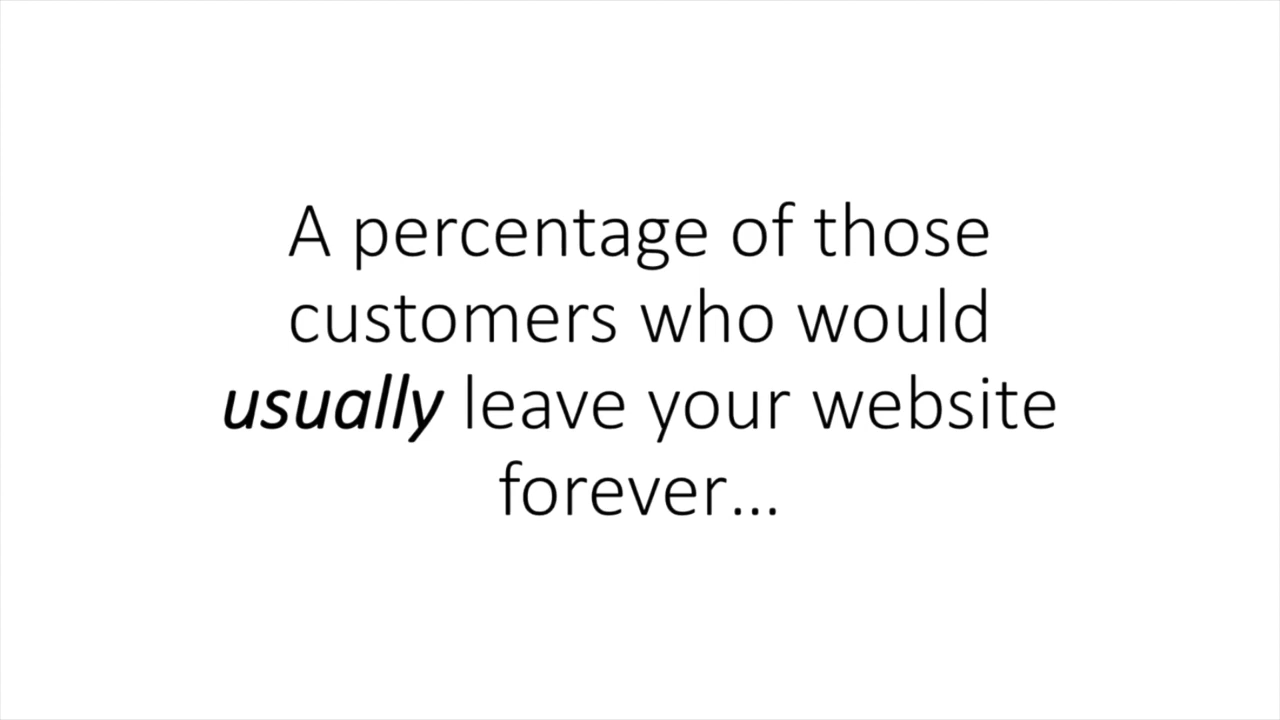 A percentage of those
customers who would
usually leave your website
forever...